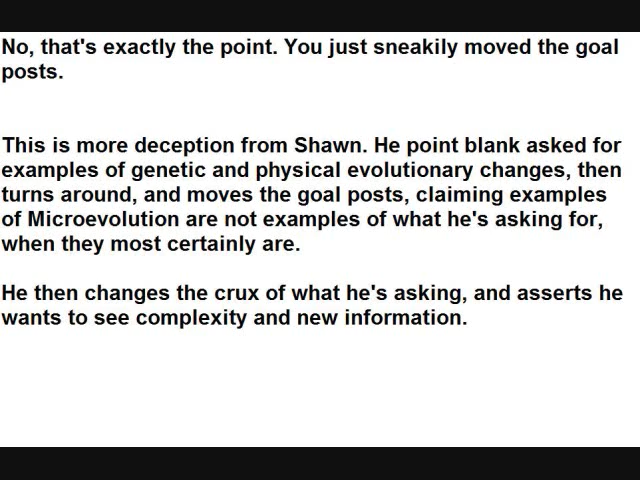 No, that's exactly the point. You just sneakily moved the goal
posts.
This is more deception from Shawn. He point blank asked for
examples of genetic and physical evolutionary changes, then
turns around, and moves the goal posts, claiming examples
of Microevolution are not examples of what he's asking for,
when they most certainly are.
He then changes the crux of what he's asking, and asserts he
wants to see complexity and new information.